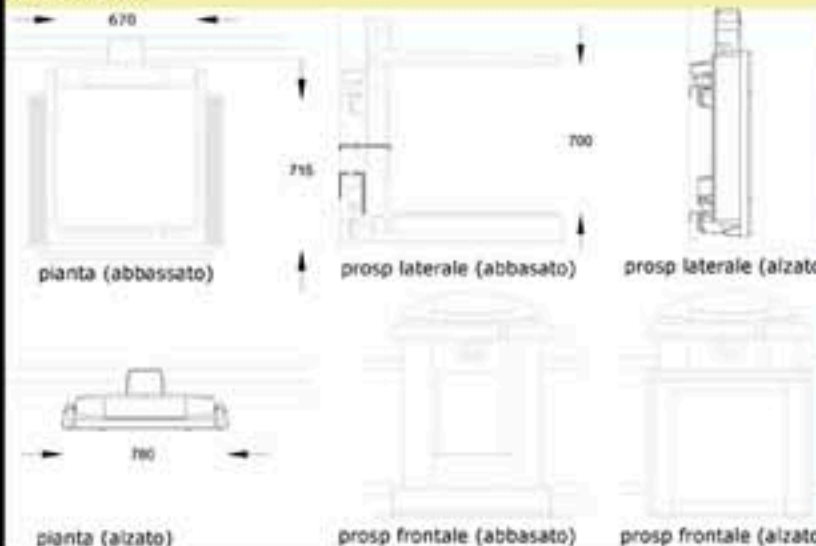 670
715
700
pianta (abbassato)
prosp laterale (abbasato)
prosp laterale (alzato
780
pianta (alzato)
prosp frontale (abbasato)
prosp frontale (alzato